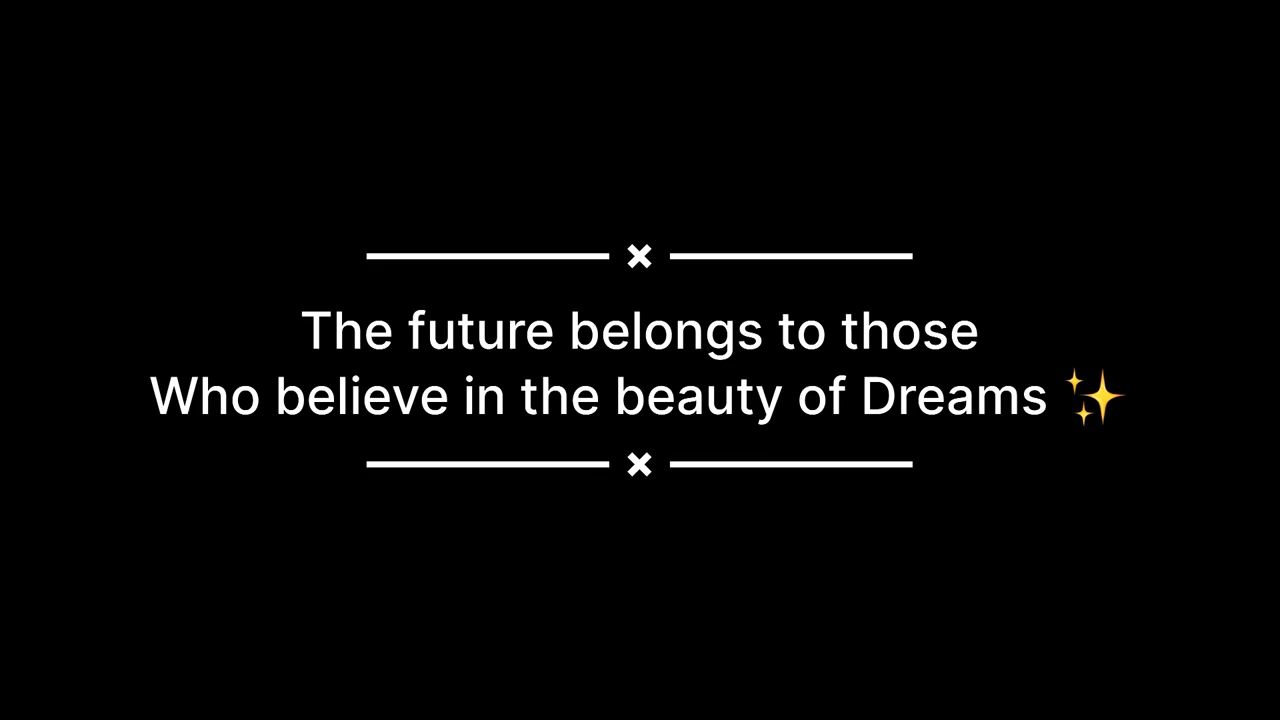 The future belongs to those
Who believe in the beauty of Dreams ✨